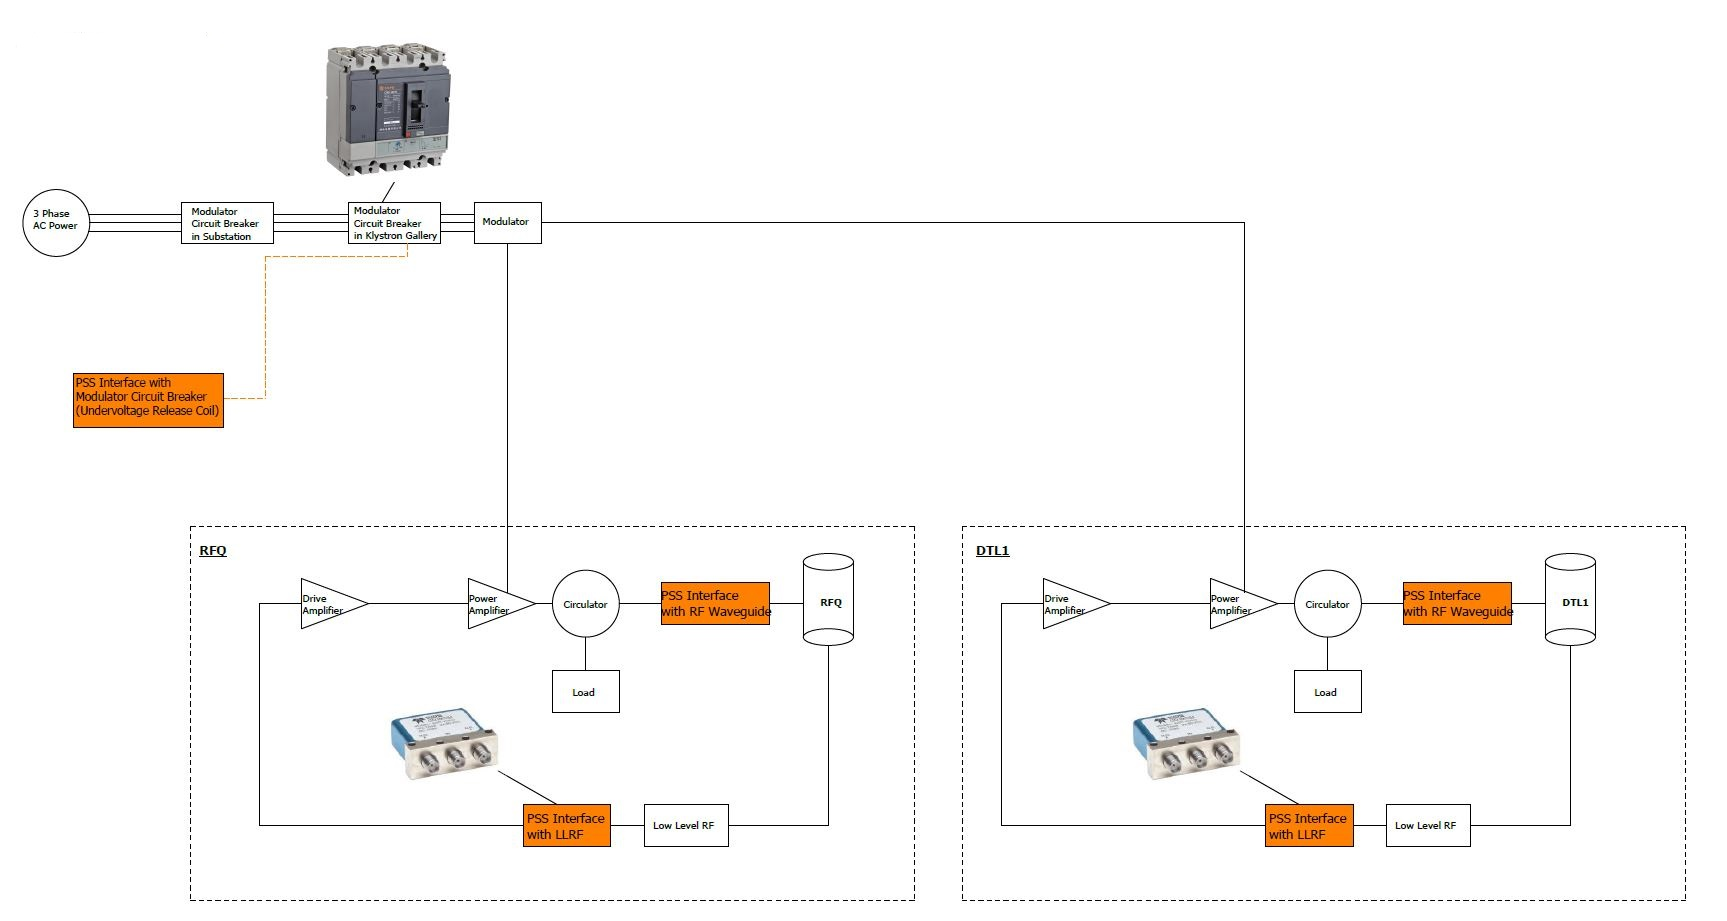 3 Phase
AC Power
Modulator
Circuit Breaker
in Substation
Modulator
Circuit Breaker
in Klystron Gallery
Modulator
PSS Interface with
Modulator Circuit Breaker
(Undervoltage Release Coil)
RFQ
Drive
Amplifier
Power
Amplifier
Circulator
PSS Interface
with RF Waveguide
RFQ
Load
PSS Interface
with LLRF
Low Level RF
DTL1
Drive
Amplifier
Power
Amplifier
Circulator
PSS Interface
with RF Waveguide
DTL1
Load
PSS Interface
with LLRF
Low Level RF